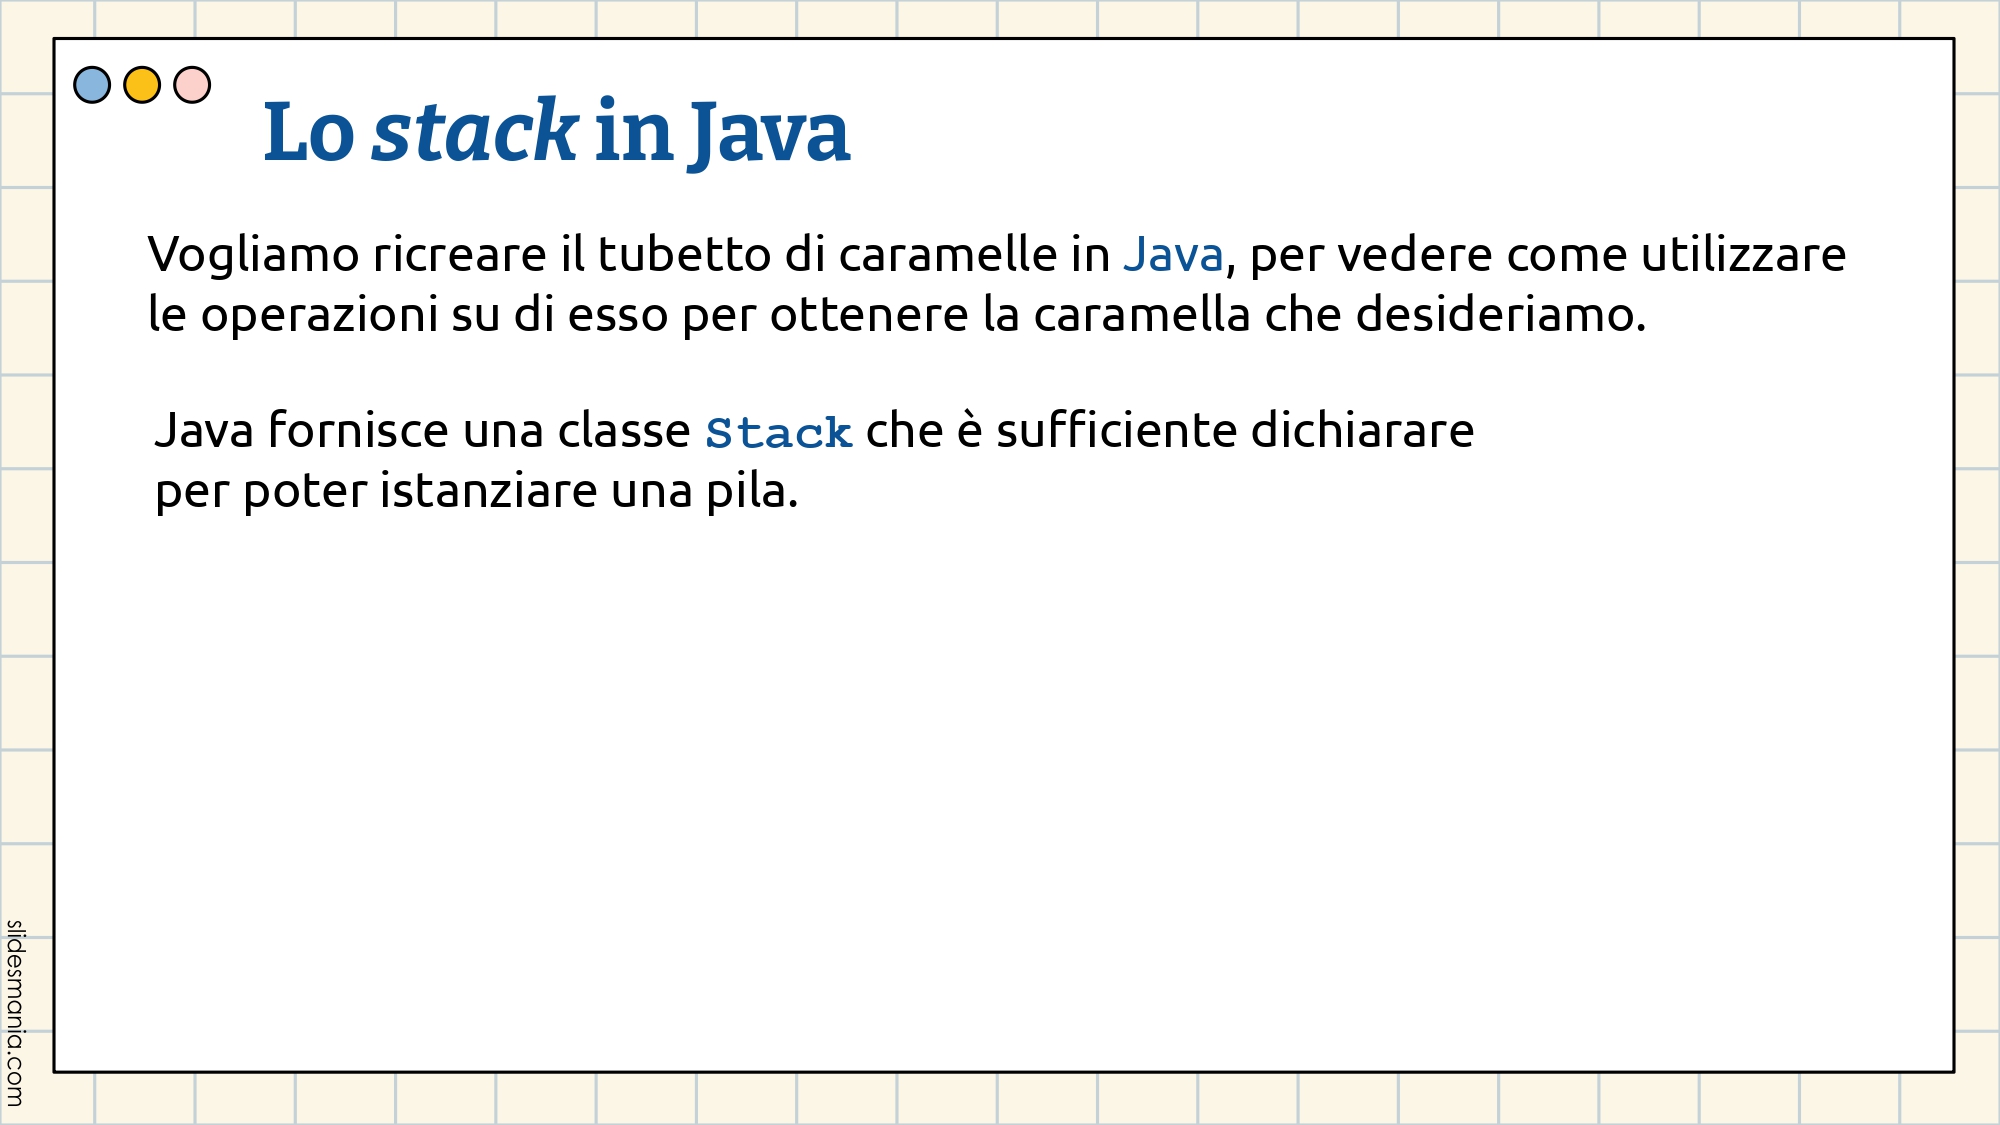 Lo stack in Java
Vogliamo ricreare il tubetto di caramelle in Java, per vedere come utilizzare
le operazioni su di esso per ottenere la caramella che desideriamo.
Java fornisce una classe Stack che è sufficiente dichiarare
per poter istanziare una pila.
slidesmania.com